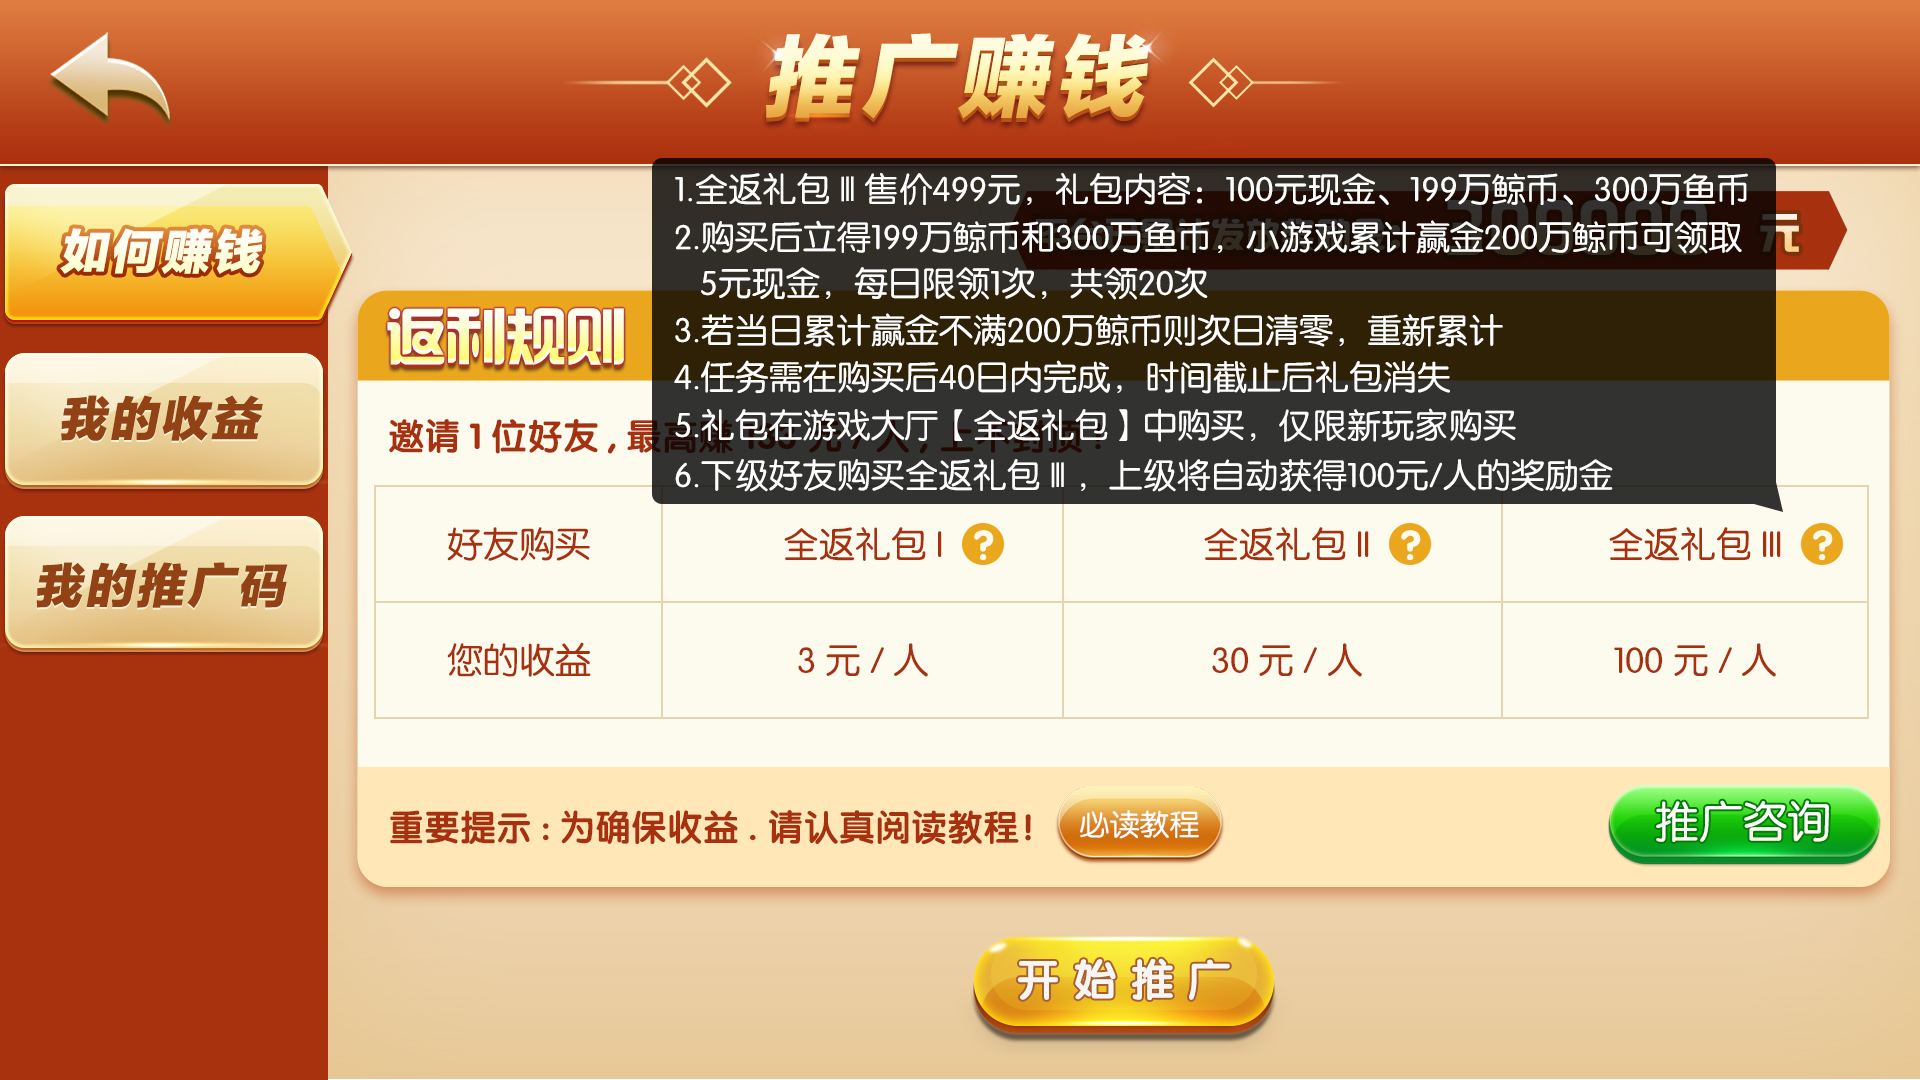 推广赚钱
如何赚钱
我的收益
我的推广码
1.全返礼包Ⅲ售价499元，礼包内容：100元现金、199万鲸币、300万鱼币
2.购买后立得199万鲸币和300万鱼币，小游戏累计赢金200万鲸币可领取
5元现金，每日限领1次，共领20次
3.若当日累计赢金不满200万鲸币则次日清零，重新累计
4.任务需在购买后40日内完成，时间截止后礼包消失
5.礼包在游戏大厅【全返礼包】中购买，仅限新玩家购买
6.下级好友购买全返礼包Ⅲ，上级将自动获得100元/人的奖励金
元
返利规则
邀请1位好友,最高赚133元/人,上不封顶!
好友购买 全返礼包Ⅰ ? 全返礼包Ⅱ ? 全返礼包Ⅲ ?
您的收益 3 元 / 人 30 元 / 人 100 元 / 人
重要提示:为确保收益.请认真阅读教程! 必读教程
推广咨询
开始推广